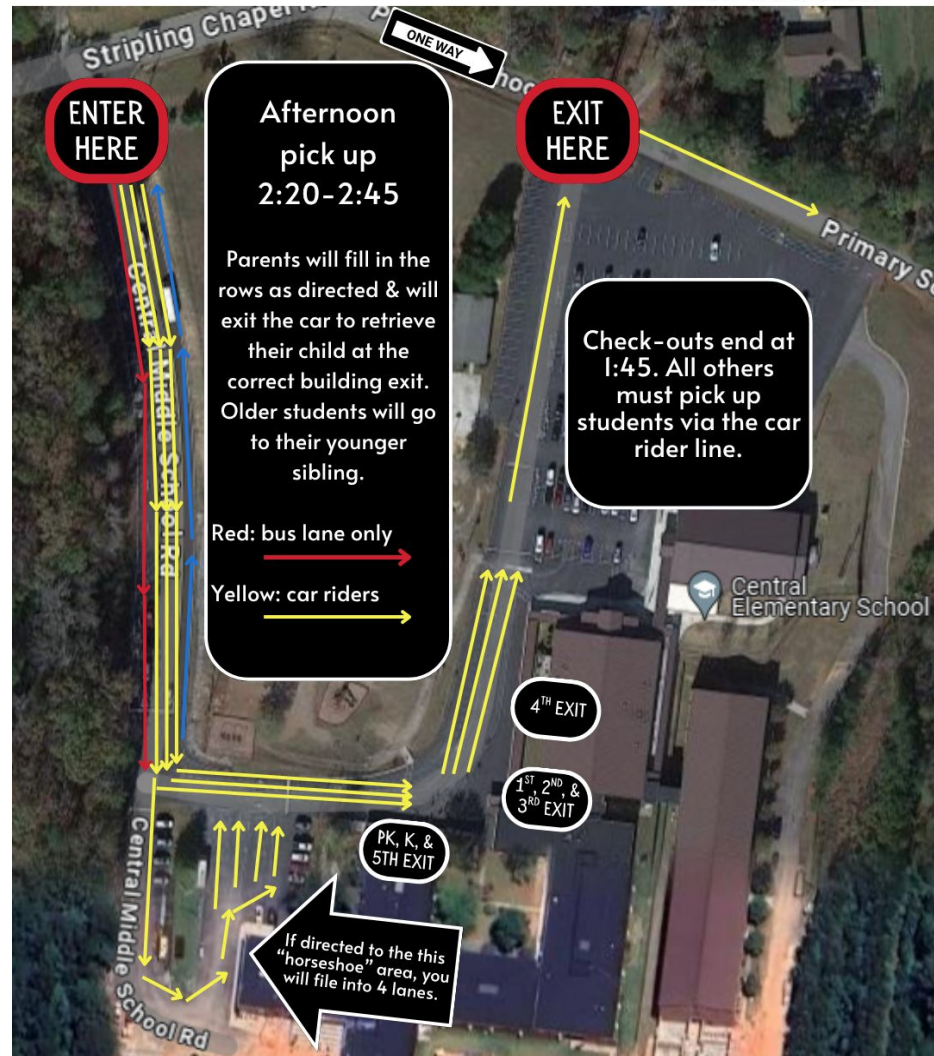 Stripling Chapel
ONE WAY
ENTER
HERE
EXIT
HERE
Afternoon
pick up
2:20-2:45
Parents will fill in the
rows as directed & will
exit the car to retrieve
their child at the
correct building exit.
Older students will go
to their younger
sibling.
Red: bus lane only
Yellow: car riders
Primary S
Check-outs end at
1:45. All others
must pick up
students via the car
rider line.
Central Middle School Rd
Central
Elementary School
4TH EXIT
1ST, 2ND, &
3RD EXIT
PK, K, &
5TH EXIT
If directed to the this
"horseshoe" area, you
will file into 4 lanes.
Central Middle School Rd